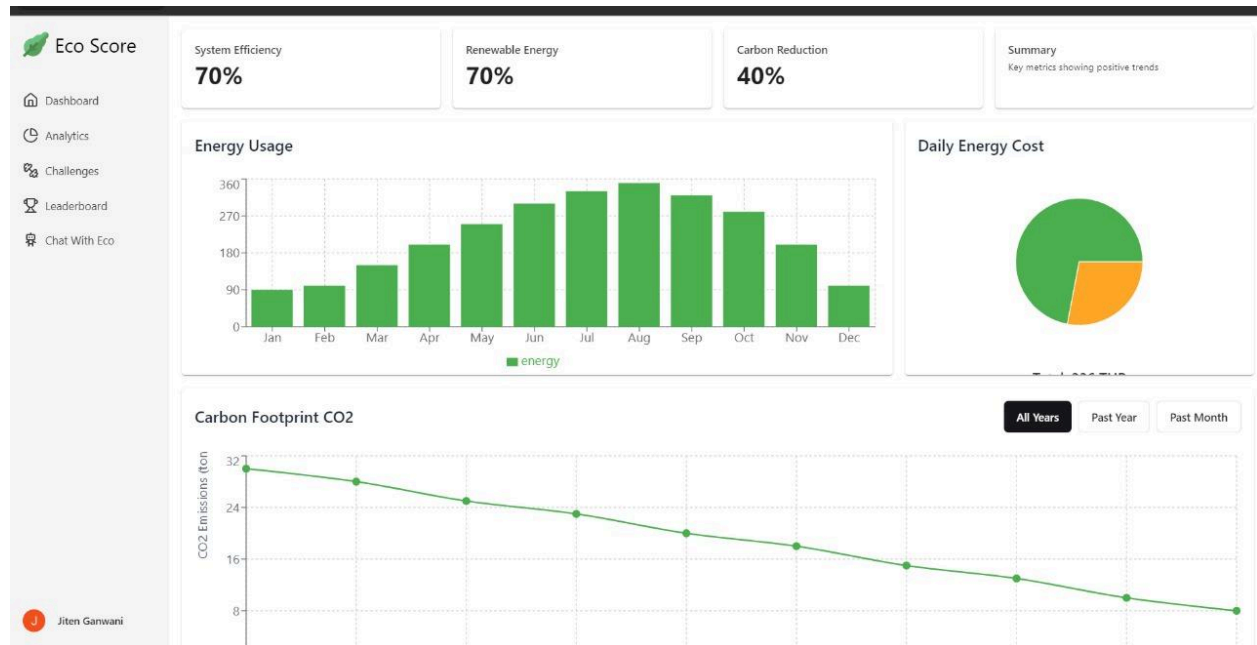 Eco Score
Dashboard
Analytics
Challenges
Leaderboard
Chat With Eco
J
Jiten Ganwani
System Efficiency
70%
Renewable Energy
70%
Carbon Reduction
40%
Summary
Key metrics showing positive trends
Energy Usage
360
270
180
90
0
Jan Feb Mar Apr May Jun Jul Aug Sep Oct Nov Dec
energy
Daily Energy Cost
Carbon Footprint CO2
All Years Past Year Past Month
CO2 Emissions (ton
32
24
16
8